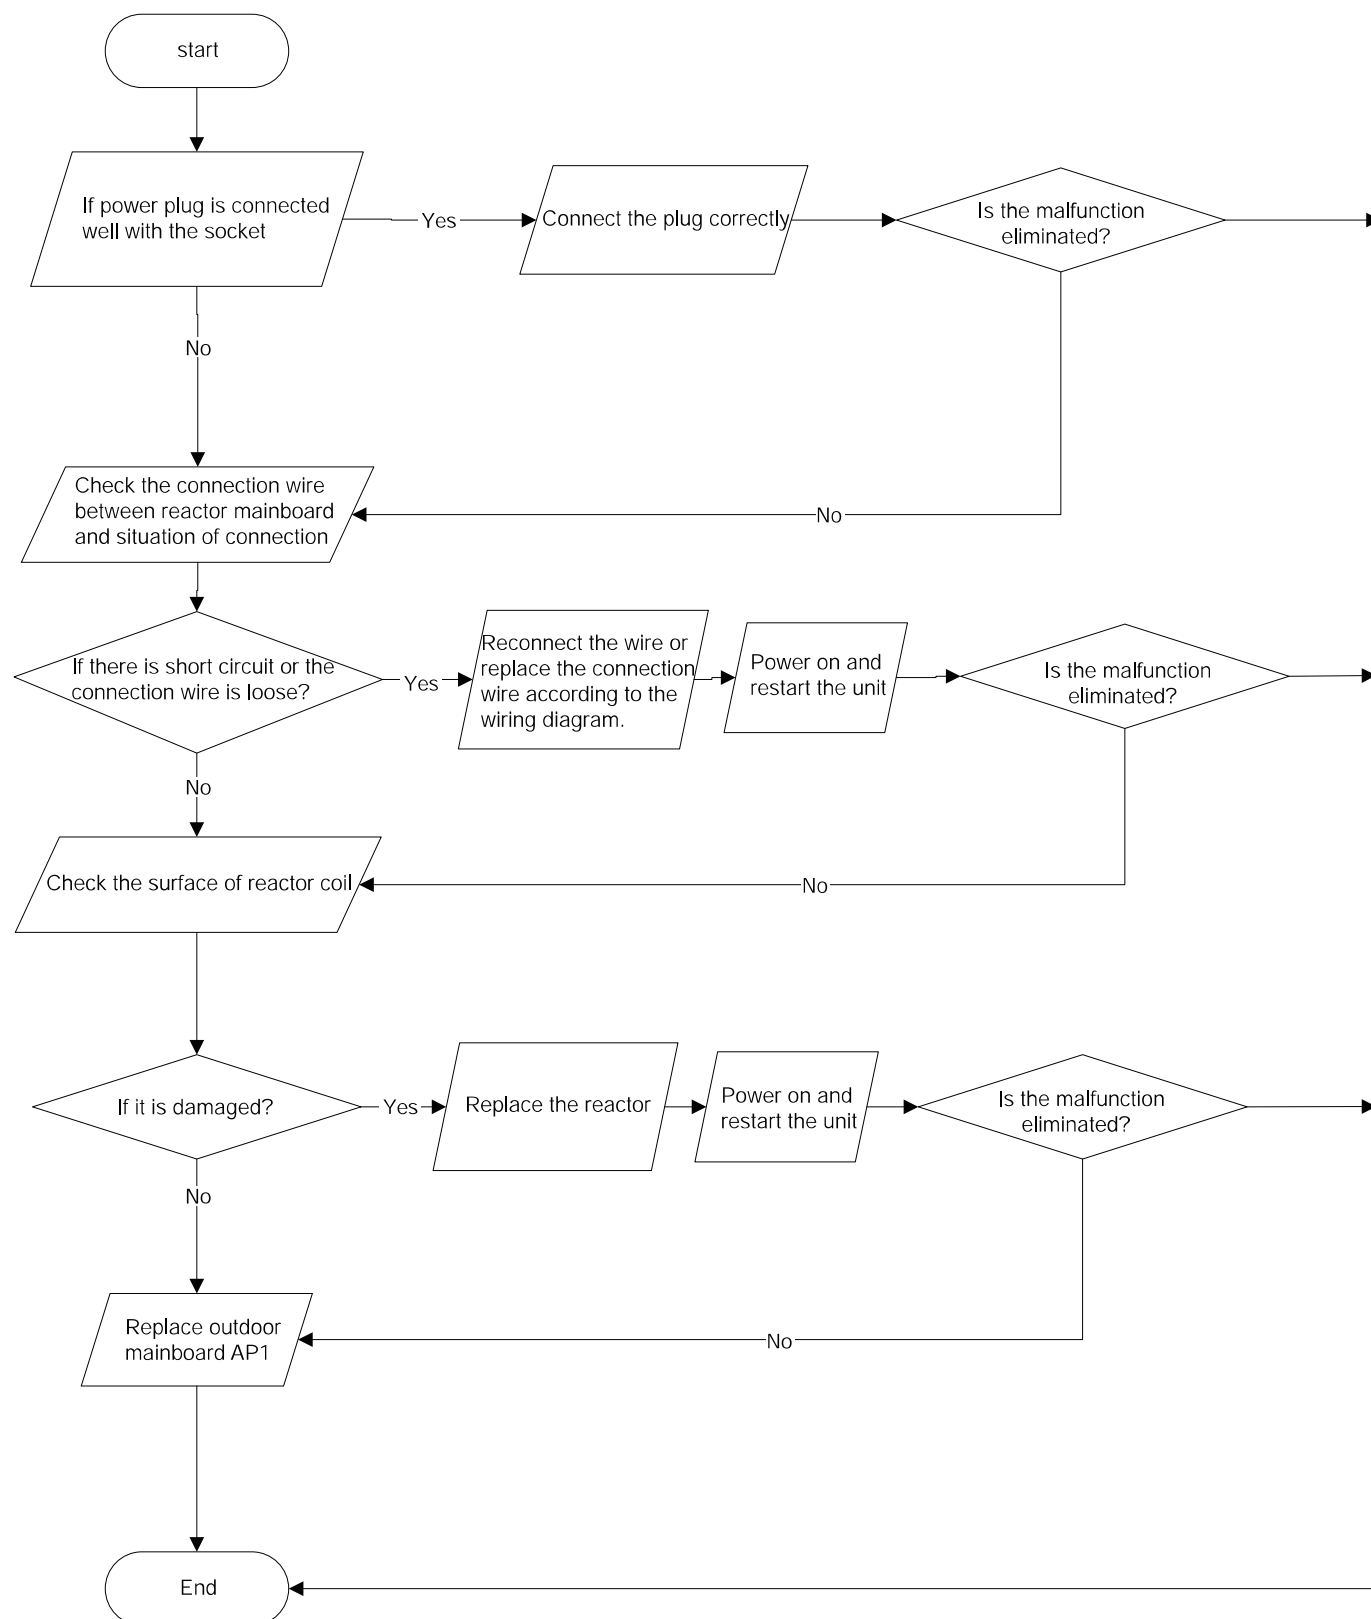 start
If power plug is connected
well with the socket
Yes
Connect the plug correctly
Is the malfunction
eliminated?
No
Check the connection wire
between reactor mainboard
and situation of connection
No
If there is short circuit or the
connection wire is loose?
Yes
Reconnect the wire or
replace the connection
wire according to the
wiring diagram.
Power on and
restart the unit
Is the malfunction
eliminated?
No
Check the surface of reactor coil
No
If it is damaged?
Yes
Replace the reactor
Power on and
restart the unit
Is the malfunction
eliminated?
No
Replace outdoor
mainboard AP1
No
End